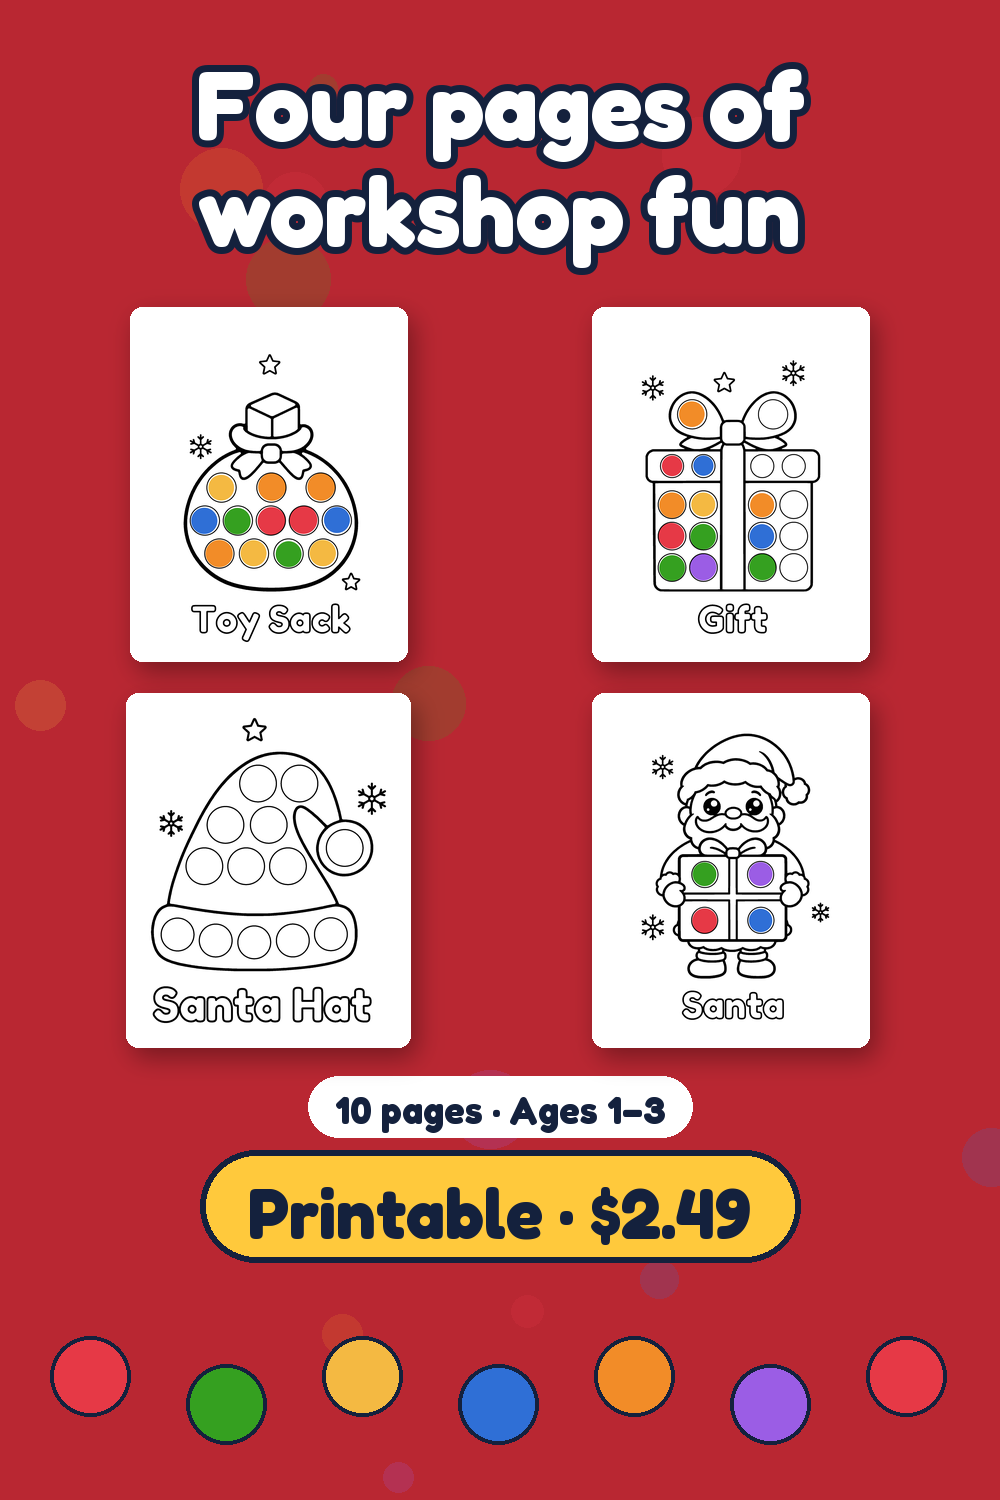 Four pages of
workshop fun
Toy Sack
Gift
Santa Hat
Santa
10 pages · Ages 1–3
Printable · $2.49